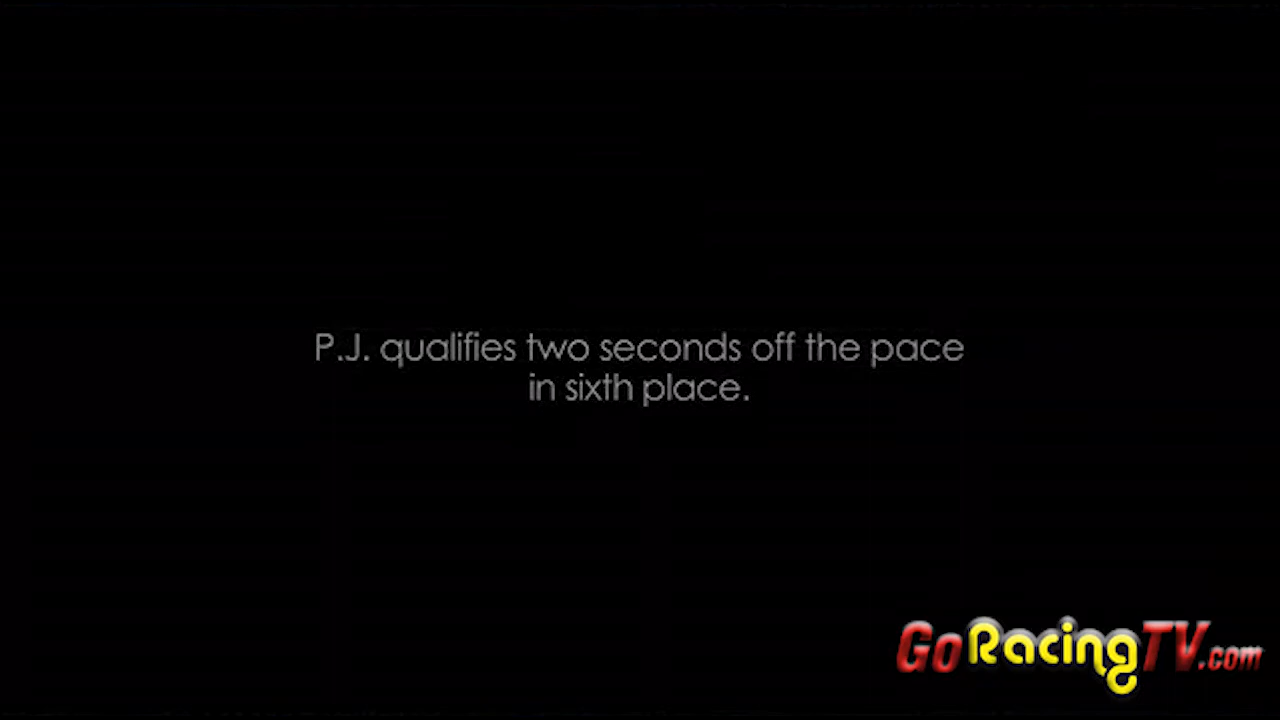 P.J. qualifies two seconds off the pace
in sixth place.
GoRacingTV.com